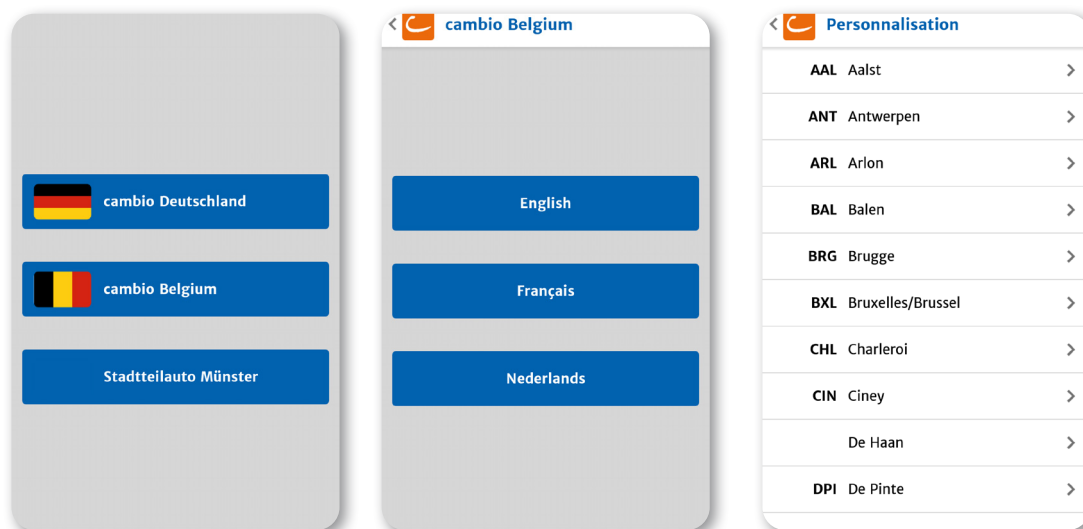 cambio Deutschland
cambio Belgium
Stadtteilauto Münster
cambio Belgium
English
Français
Nederlands
Personnalisation
AAL Aalst
ANT Antwerpen
ARL Arlon
BAL Balen
BRG Brugge
BXL Bruxelles/Brussel
CHL Charleroi
CIN Ciney
De Haan
DPI De Pinte